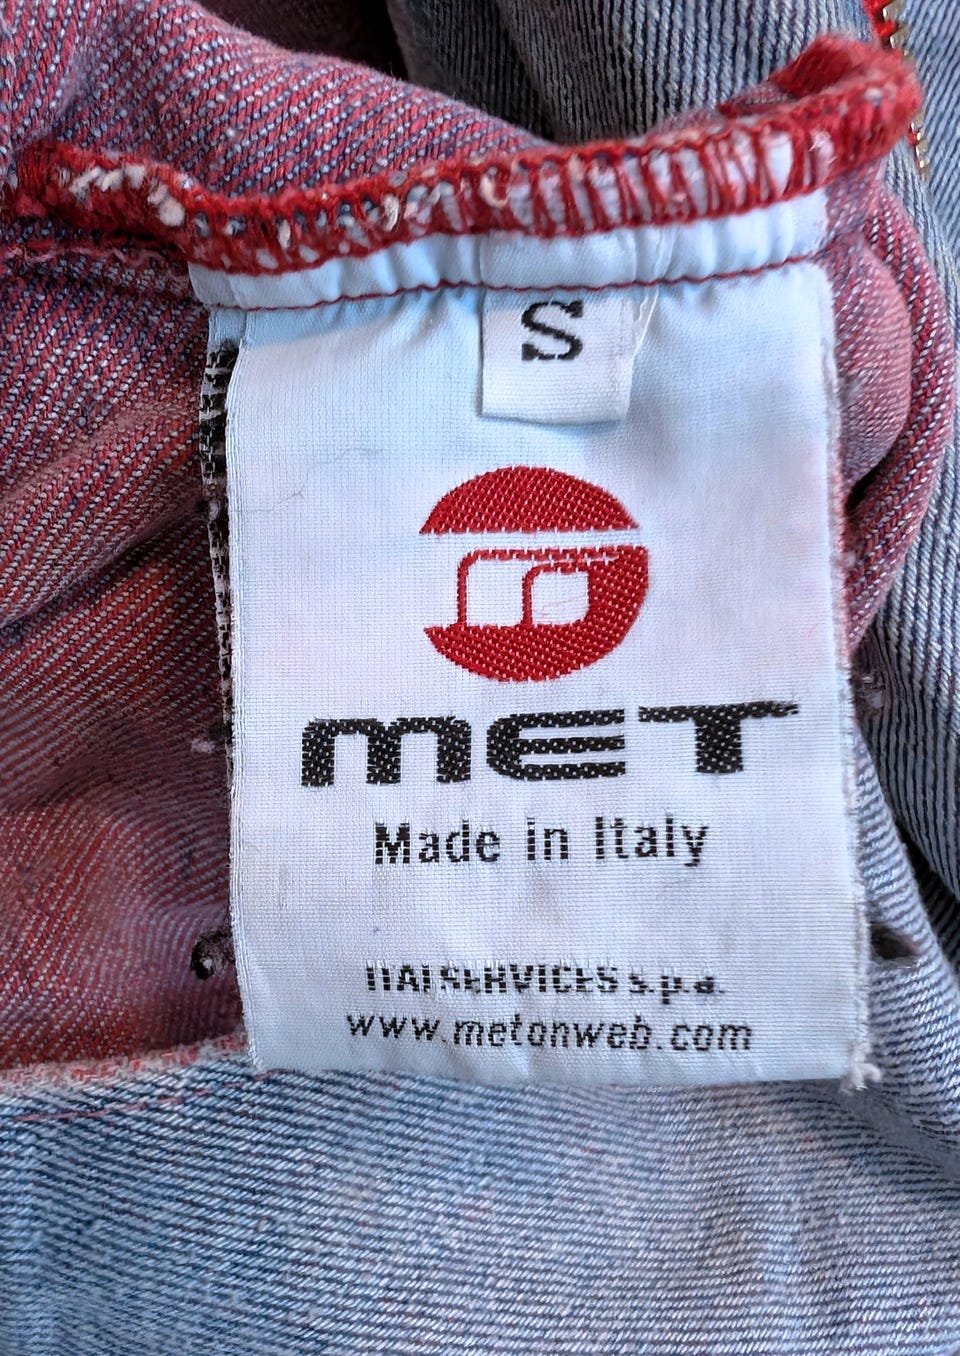 S
MET
Made in Italy
ITALSERVICES s.p.a.
www.metonweb.com